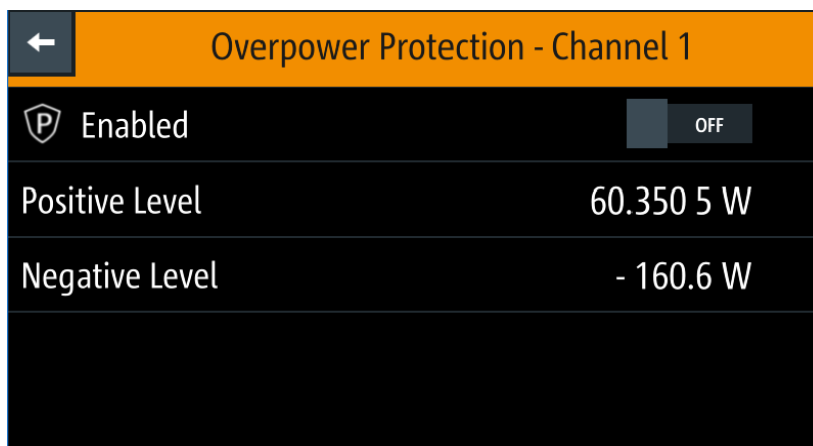 Overpower Protection - Channel 1
P Enabled OFF
Positive Level 60.350 5 W
Negative Level - 160.6 W